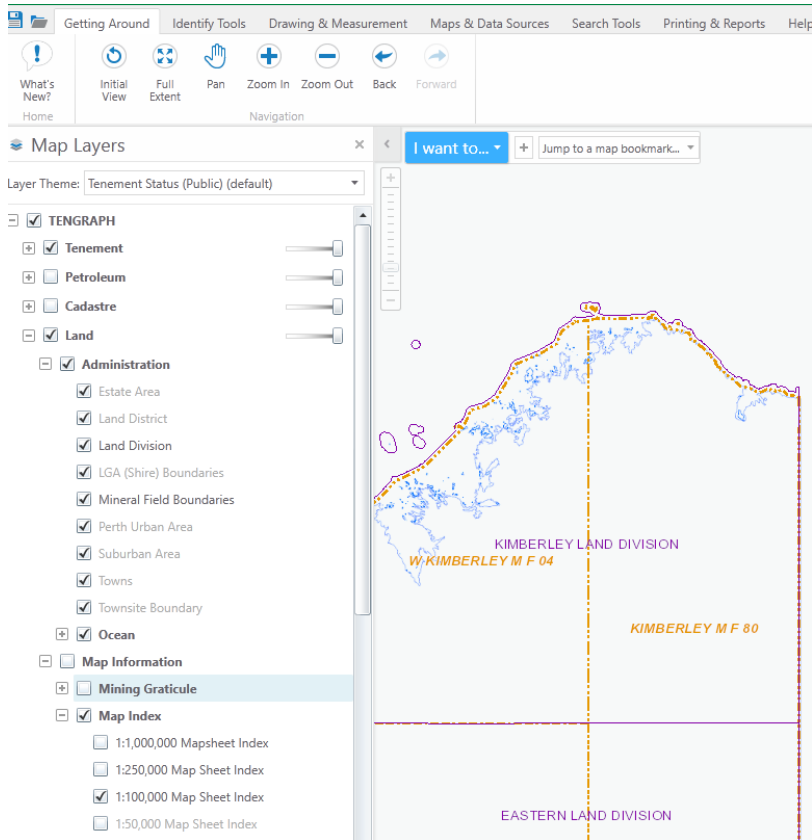 Getting Around
Identify Tools
Drawing & Measurement
Maps & Data Sources
Search Tools
Printing & Reports
Help
What's New?
Initial View
Full Extent
Pan
Zoom In
Zoom Out
Back
Forward
Home
Navigation
Map Layers
I want to...
Jump to a map bookmark...
Layer Theme: Tenement Status (Public) (default)
TENGRAPH
Tenement
Petroleum
Cadastre
Land
Administration
Estate Area
Land District
Land Division
LGA (Shire) Boundaries
Mineral Field Boundaries
Perth Urban Area
Suburban Area
Towns
Townsite Boundary
Ocean
Map Information
Mining Graticule
Map Index
1:1,000,000 Mapsheet Index
1:250,000 Map Sheet Index
1:100,000 Map Sheet Index
1:50,000 Map Sheet Index
KIMBERLEY LAND DIVISION
W KIMBERLEY M F 04
KIMBERLEY M F 80
EASTERN LAND DIVISION